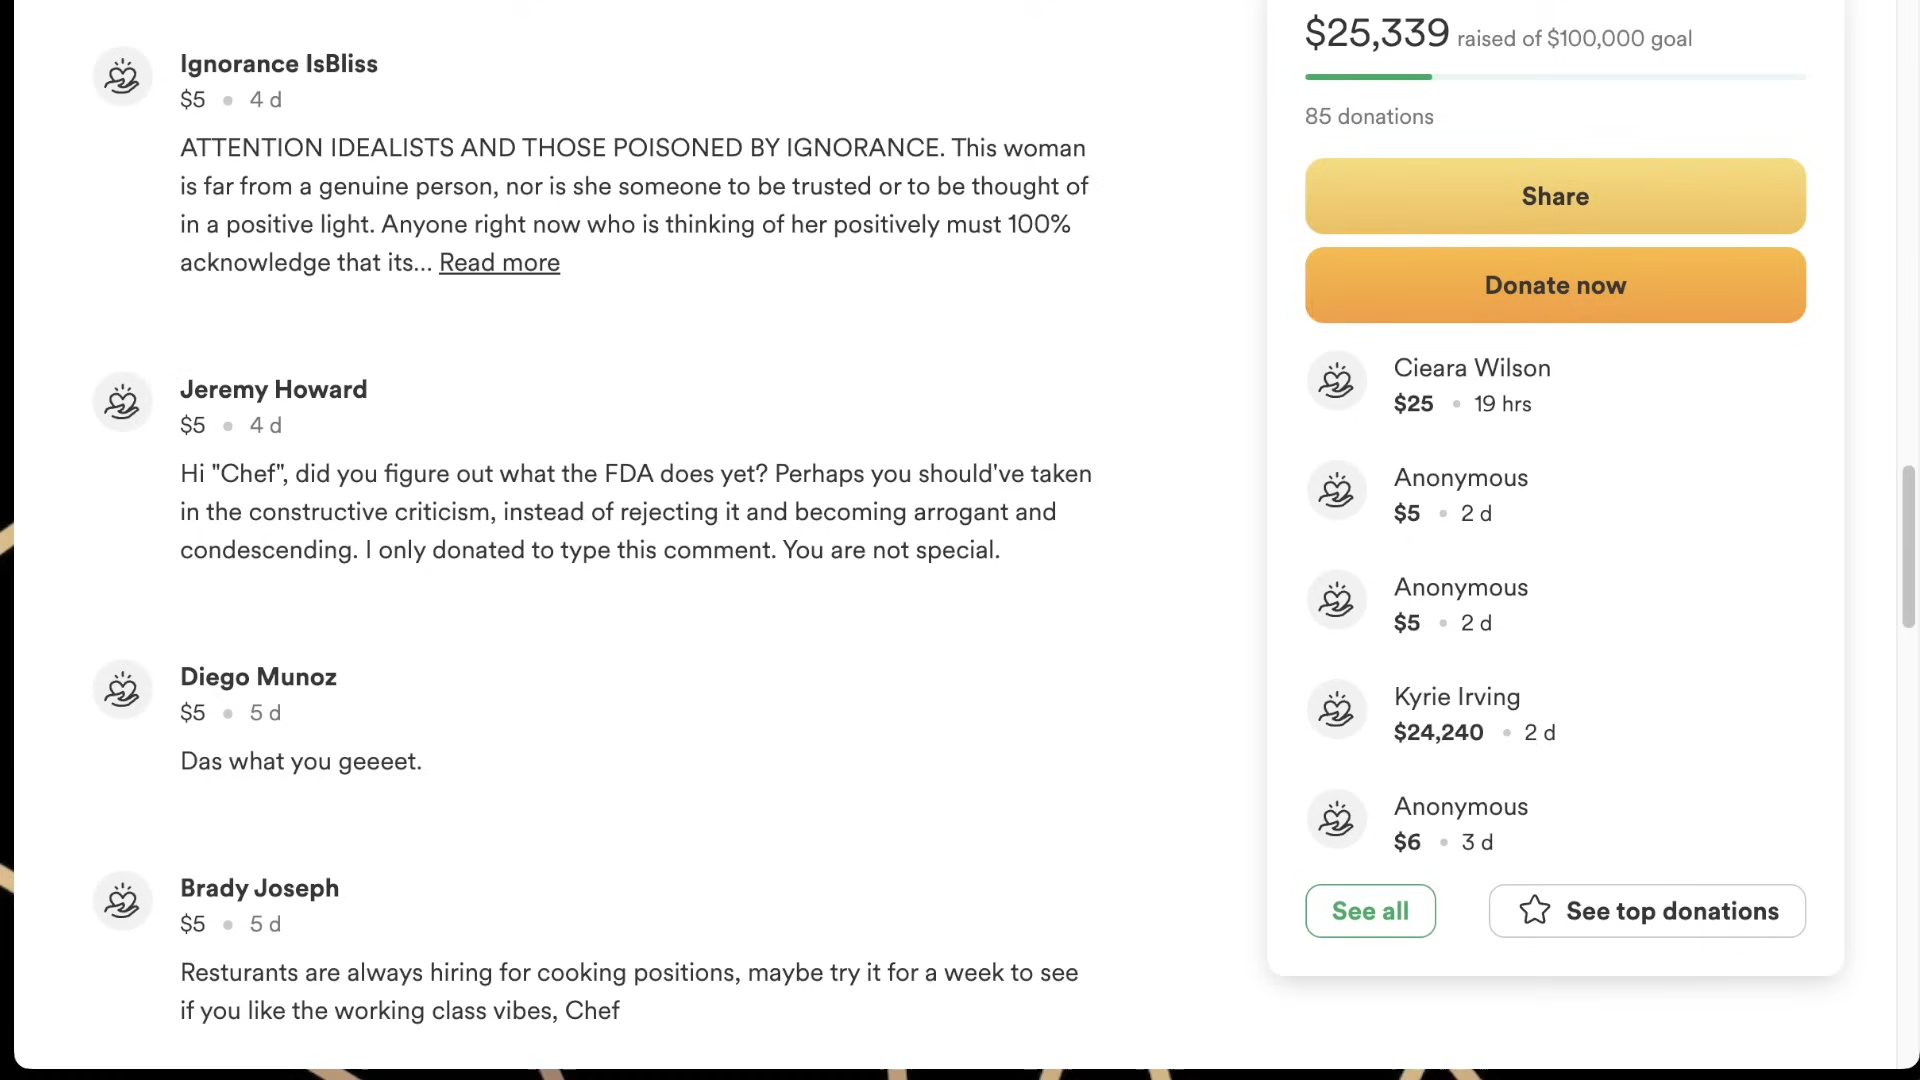 Ignorance IsBliss
$5 • 4 d
ATTENTION IDEALISTS AND THOSE POISONED BY IGNORANCE. This woman
is far from a genuine person, nor is she someone to be trusted or to be thought of
in a positive light. Anyone right now who is thinking of her positively must 100%
acknowledge that its... Read more
Jeremy Howard
$5 • 4 d
Hi "Chef", did you figure out what the FDA does yet? Perhaps you should've taken
in the constructive criticism, instead of rejecting it and becoming arrogant and
condescending. I only donated to type this comment. You are not special.
Diego Munoz
$5 • 5 d
Das what you geeeet.
Brady Joseph
$5 • 5 d
Resturants are always hiring for cooking positions, maybe try it for a week to see
if you like the working class vibes, Chef
$25,339 raised of $100,000 goal
85 donations
Share
Donate now
Cieara Wilson
$25 • 19 hrs
Anonymous
$5 • 2 d
Anonymous
$5 • 2 d
Kyrie Irving
$24,240 • 2 d
Anonymous
$6 • 3 d
See all
See top donations